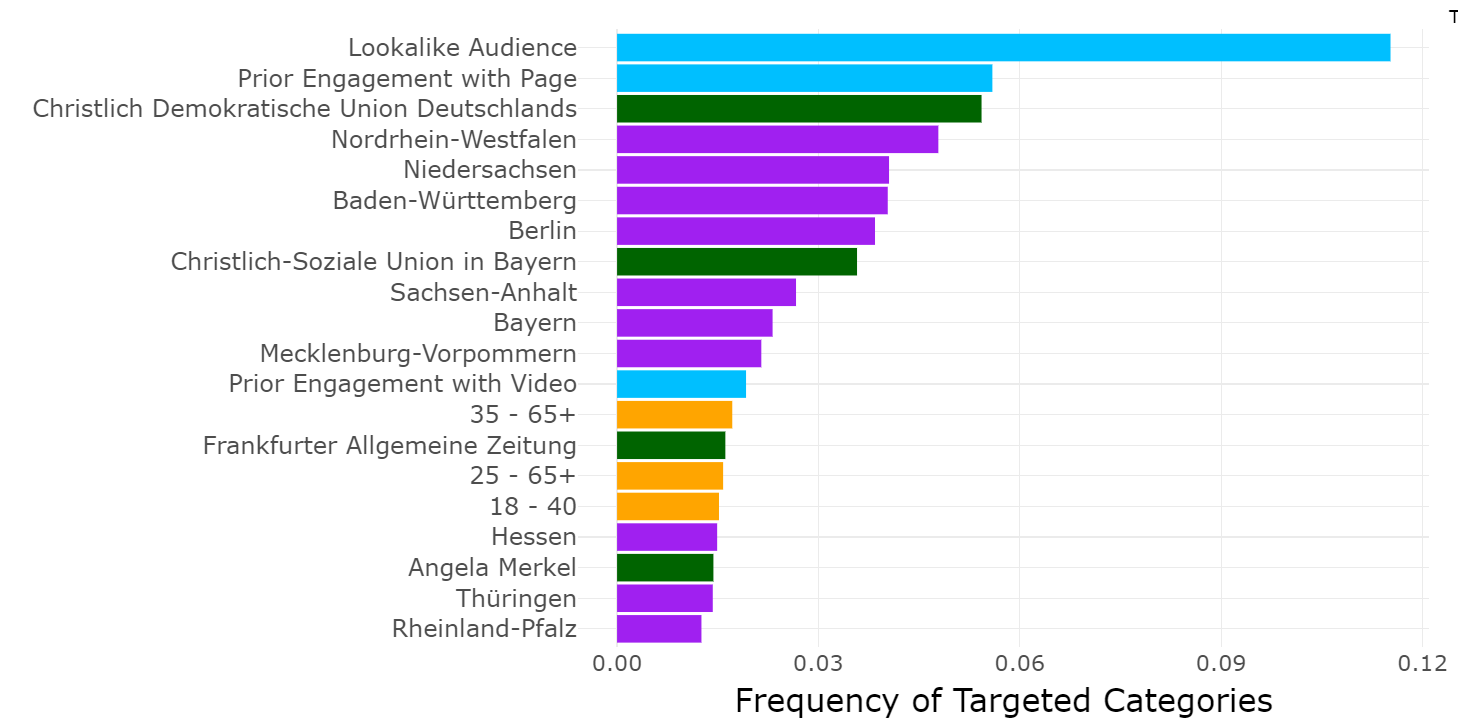 T
Lookalike Audience
Prior Engagement with Page
Christlich Demokratische Union Deutschlands
Nordrhein-Westfalen
Niedersachsen
Baden-Württemberg
Berlin
Christlich-Soziale Union in Bayern
Sachsen-Anhalt
Bayern
Mecklenburg-Vorpommern
Prior Engagement with Video
35 - 65+
Frankfurter Allgemeine Zeitung
25 - 65+
18 - 40
Hessen
Angela Merkel
Thüringen
Rheinland-Pfalz
0.00 0.03 0.06 0.09 0.12
Frequency of Targeted Categories